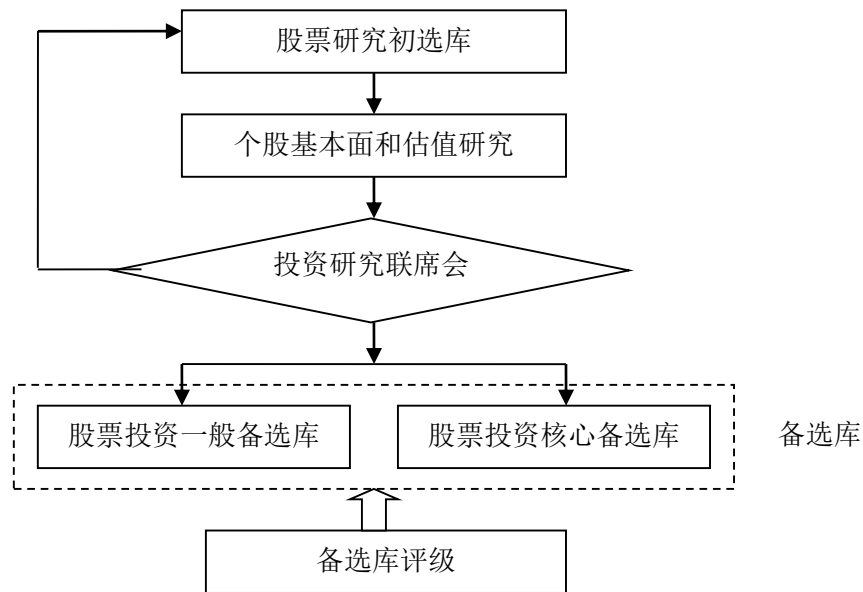 股票研究初选库
个股基本面和估值研究
投资研究联席会
股票投资一般备选库
股票投资核心备选库
备选库
备选库评级